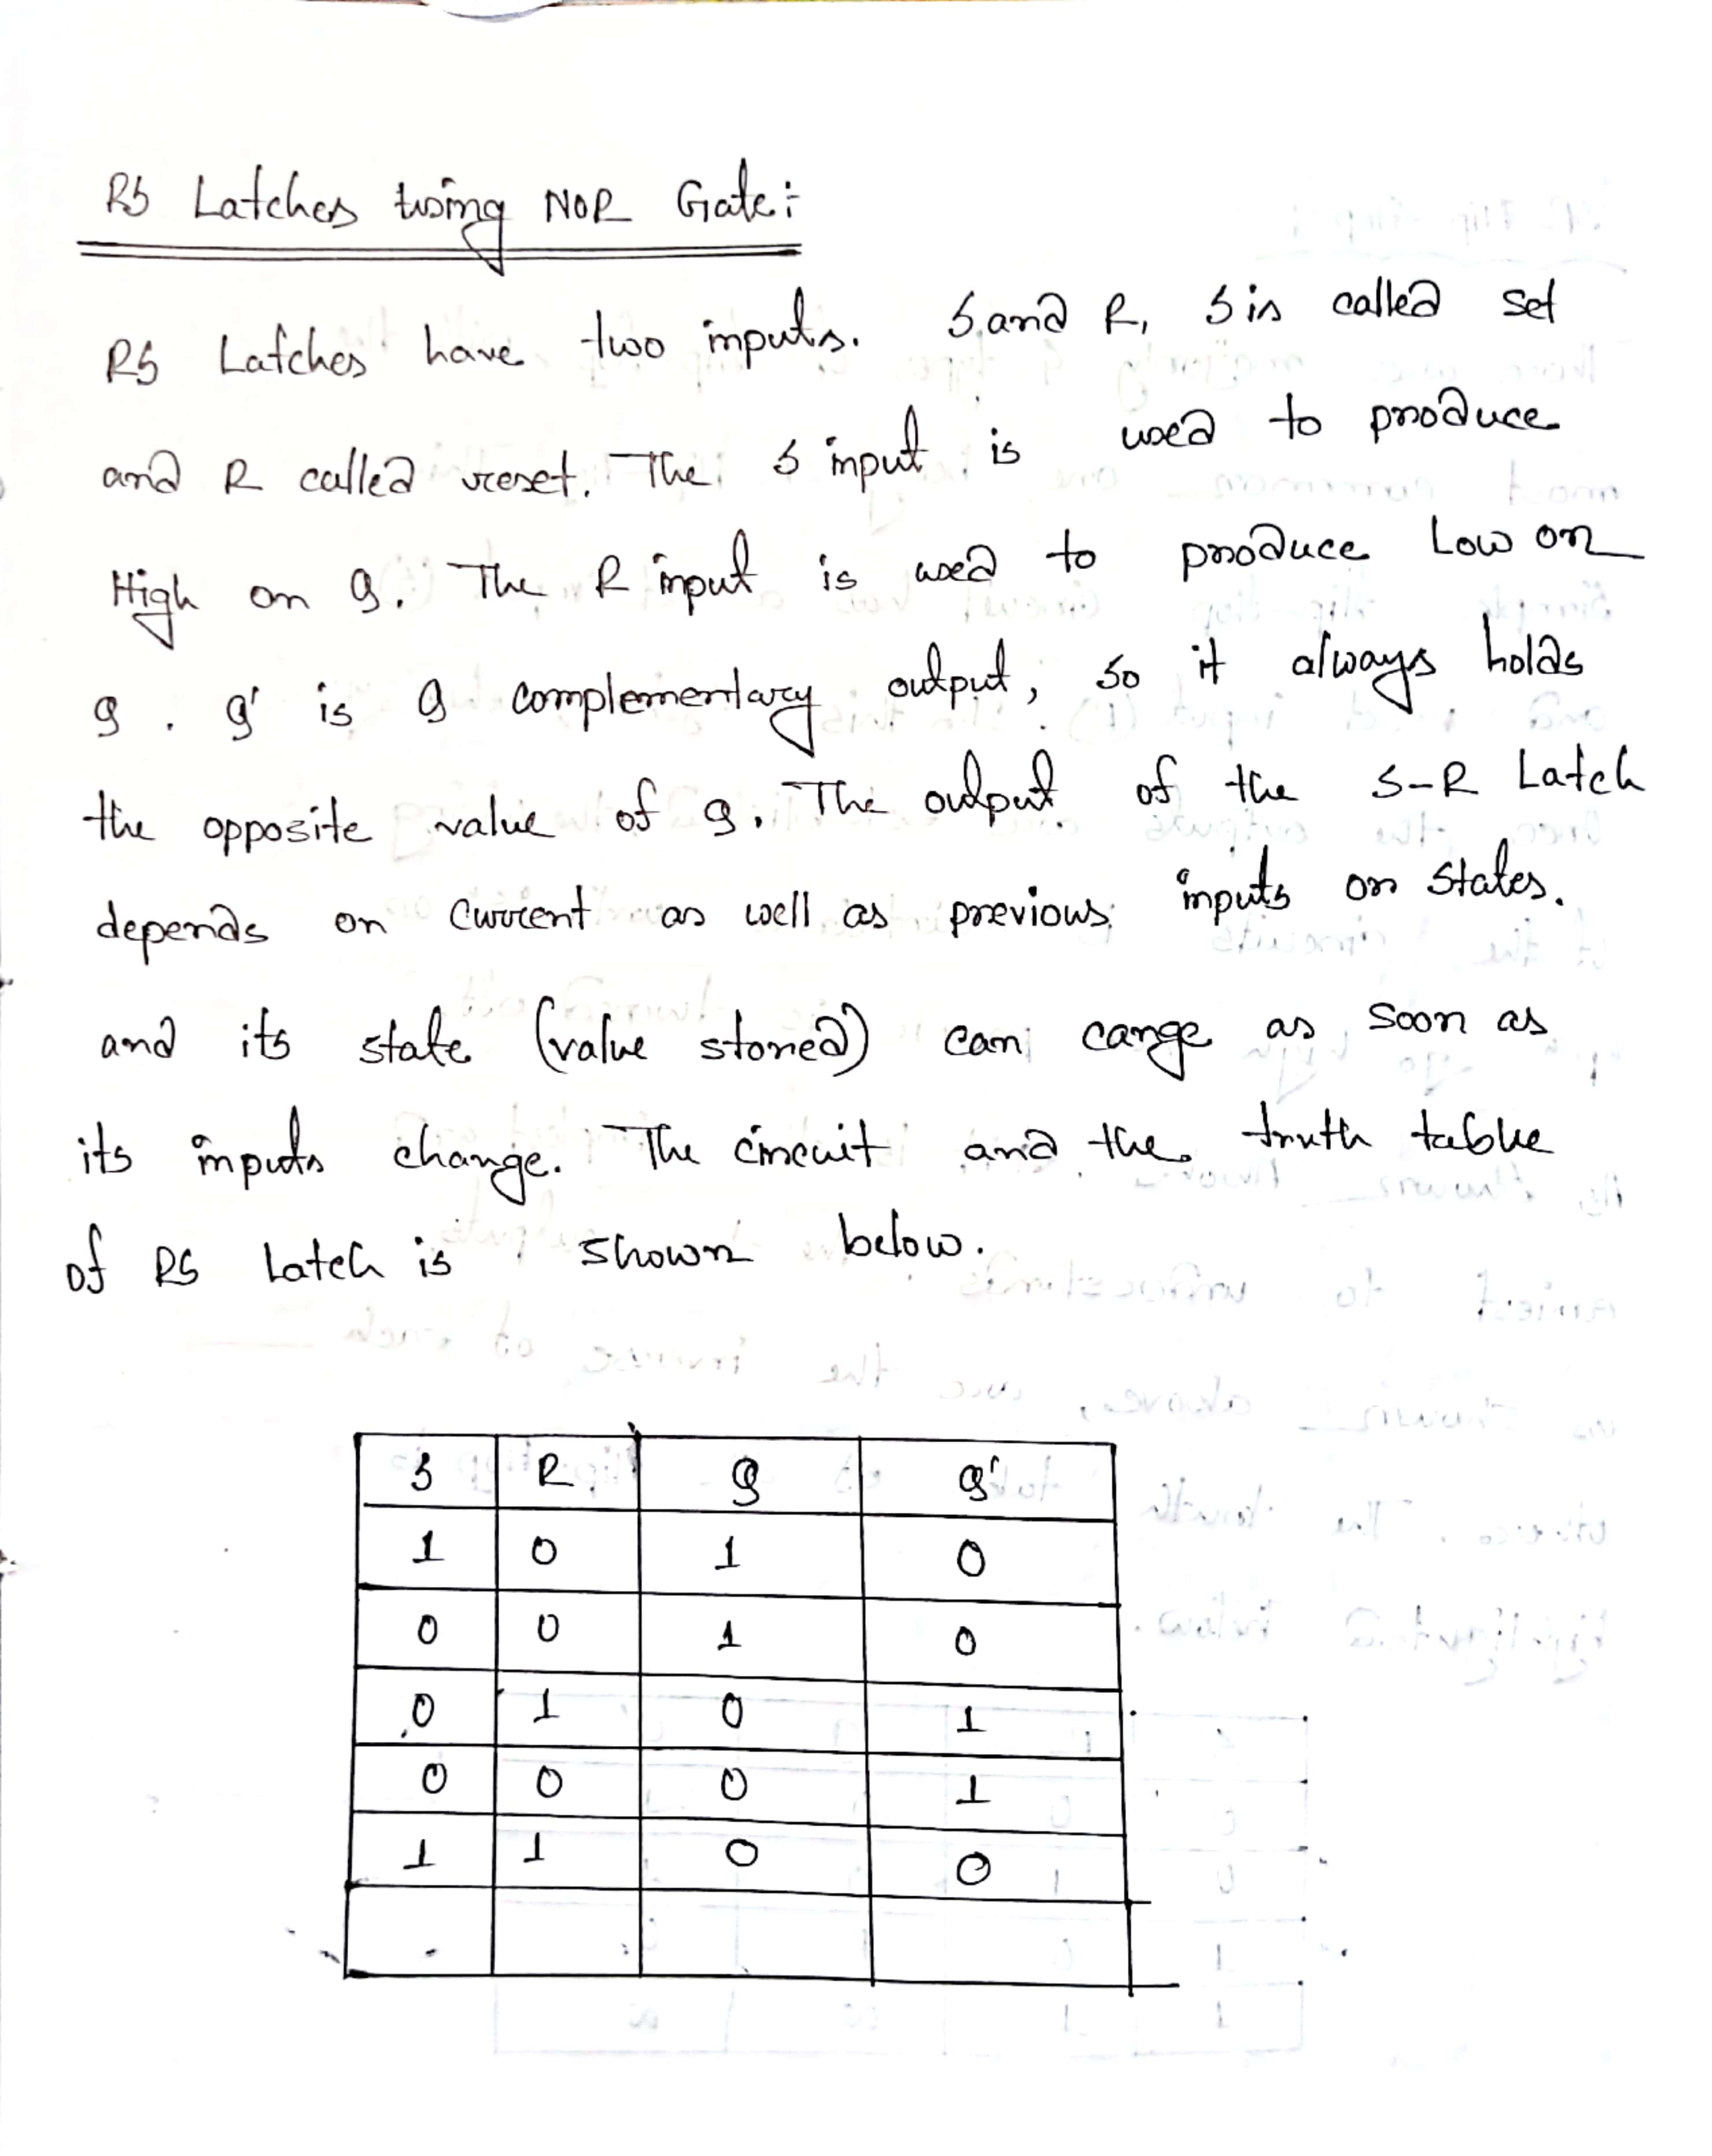 RS Latches using NOR Gate:
RS Latches have two inputs. S and R, S is called set
and R called reset. The S input is used to produce
High on Q. The R input is used to produce Low on
Q. Q' is Q complementary output, so it always holds
the opposite value of Q. The output of the S-R Latch
depends on current as well as previous inputs or states.
and its state (value stored) can cange as soon as
its inputs change. The circuit and the truth table
of RS Latch is shown below.
S R Q Q'
1 0 1 0
0 0 1 0
0 1 0 1
0 0 0 1
1 1 0 0